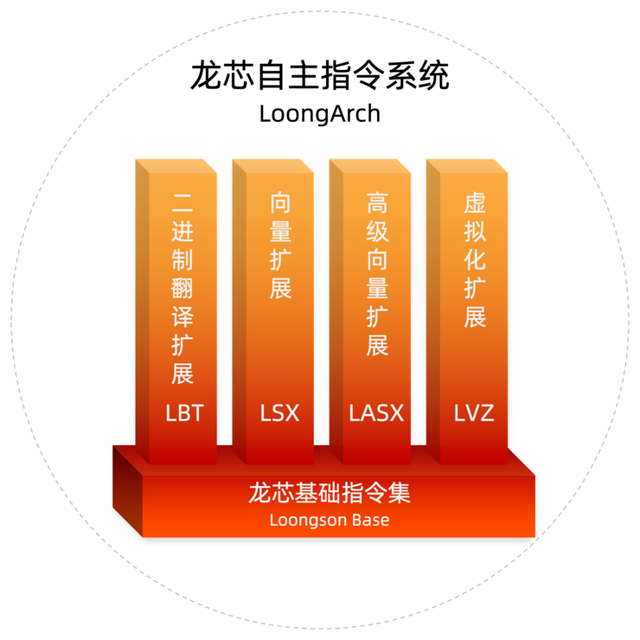 龙芯自主指令系统
LoongArch
二进制翻译扩展
LBT
向量扩展
LSX
高级向量扩展
LASX
虚拟化扩展
LVZ
龙芯基础指令集
Loongson Base